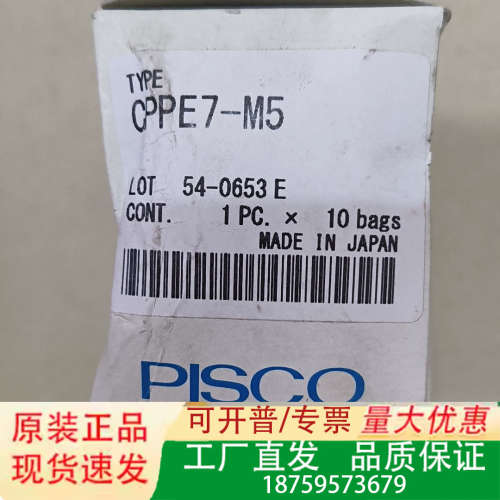 TYPE
CPPE7-M5
LOT 54-0653 E
CONT. 1 PC. × 10 bags
MADE IN JAPAN
PISCO
原装正品 可开普/专票 量大优惠
现货速发 工厂直发 品质保证
18759573679